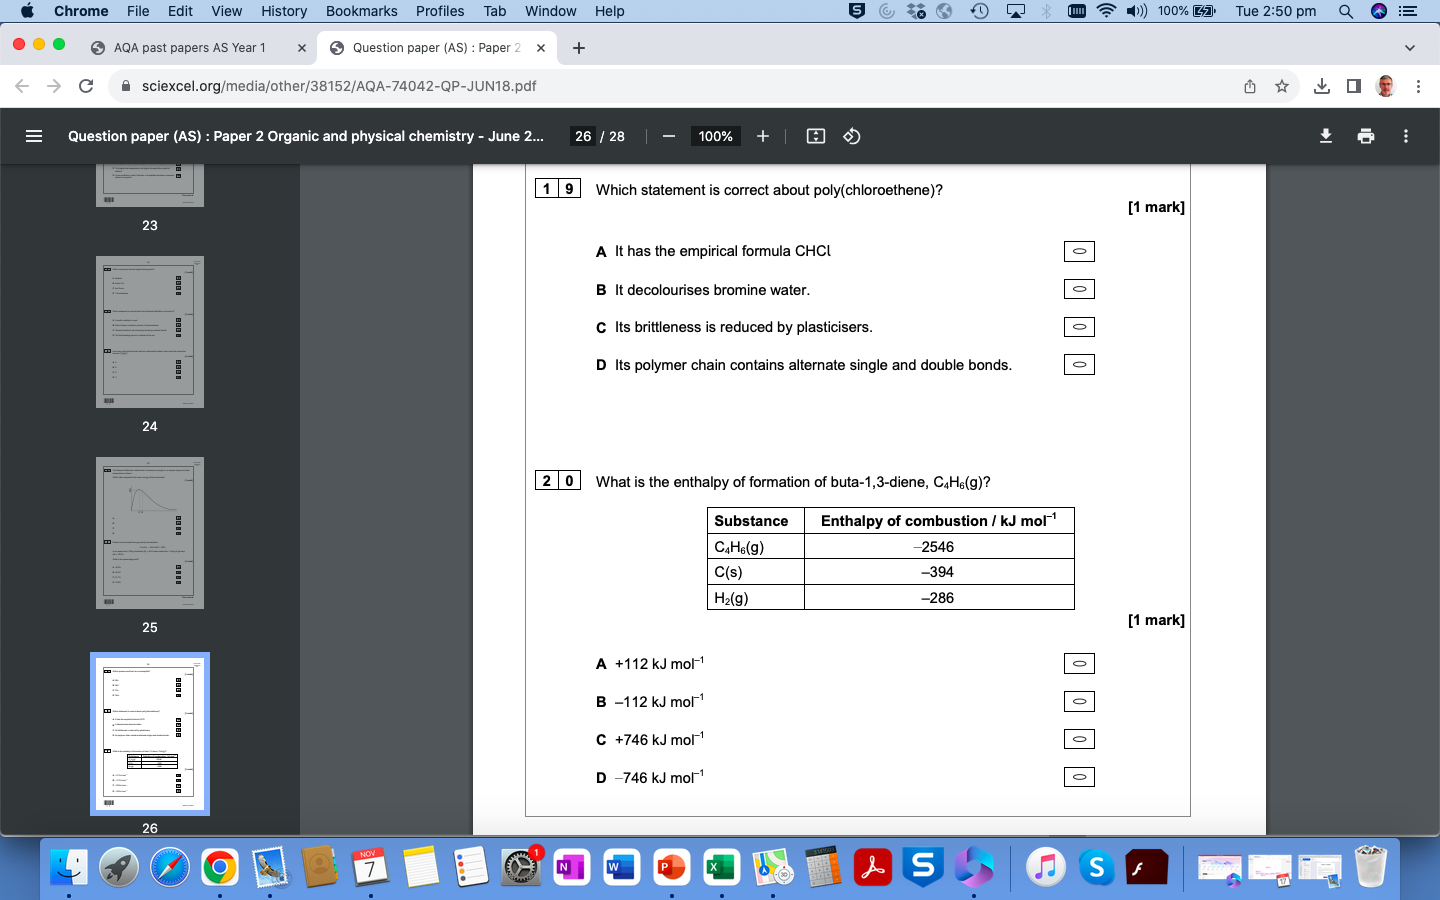 Chrome File Edit View History Bookmarks Profiles Tab Window Help 100% Tue 2:50 pm
AQA past papers AS Year 1
Question paper (AS) : Paper 2
sciexcel.org/media/other/38152/AQA-74042-QP-JUN18.pdf
Question paper (AS) : Paper 2 Organic and physical chemistry - June 2... 26 / 28 100%
23
24
25
26
1 9 Which statement is correct about poly(chloroethene)?
[1 mark]
A It has the empirical formula CHCl
B It decolourises bromine water.
C Its brittleness is reduced by plasticisers.
D Its polymer chain contains alternate single and double bonds.
2 0 What is the enthalpy of formation of buta-1,3-diene, C₄H₆(g)?
Substance Enthalpy of combustion / kJ mol⁻¹
C₄H₆(g) –2546
C(s) –394
H₂(g) –286
[1 mark]
A +112 kJ mol⁻¹
B –112 kJ mol⁻¹
C +746 kJ mol⁻¹
D –746 kJ mol⁻¹
NOV
7
1
N
W
P
X
3D
S
S
f
17